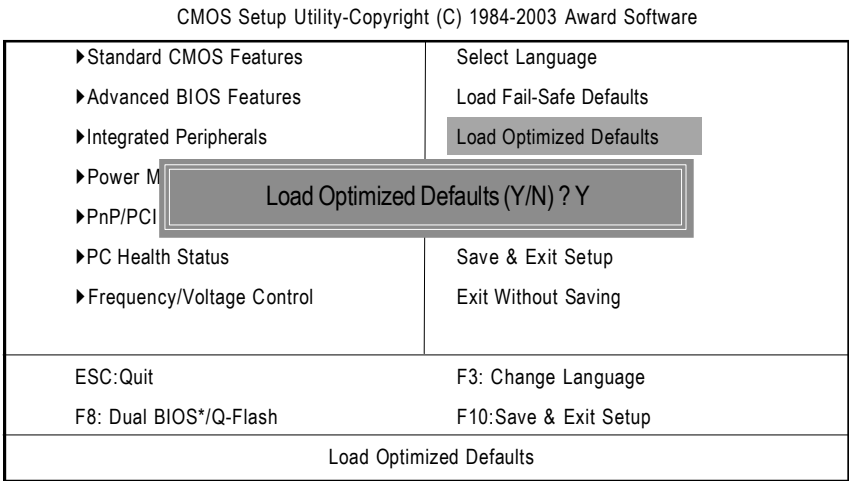 CMOS Setup Utility-Copyright (C) 1984-2003 Award Software
▶Standard CMOS Features Select Language
▶Advanced BIOS Features Load Fail-Safe Defaults
▶Integrated Peripherals Load Optimized Defaults
▶Power M
Load Optimized Defaults (Y/N) ? Y
▶PnP/PCI
▶PC Health Status Save & Exit Setup
▶Frequency/Voltage Control Exit Without Saving
ESC:Quit F3: Change Language
F8: Dual BIOS*/Q-Flash F10:Save & Exit Setup
Load Optimized Defaults